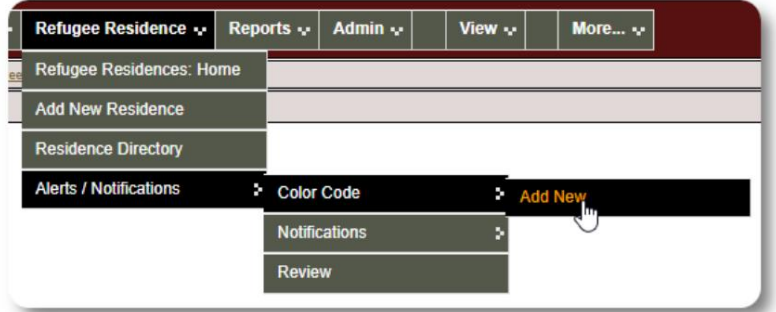 Refugee Residence Reports Admin View More...
Refugee Residences: Home
Add New Residence
Residence Directory
Alerts / Notifications Color Code Add New
Notifications
Review